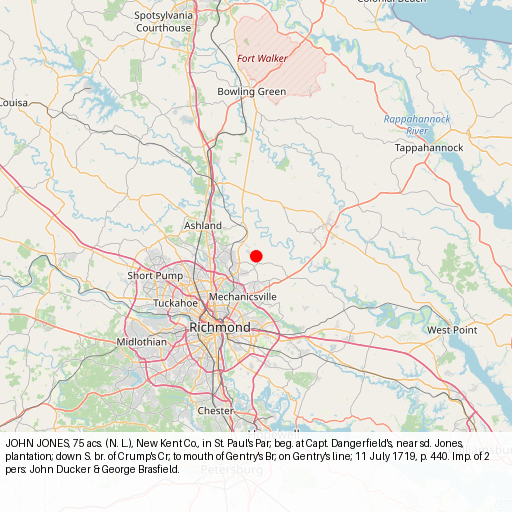 Colonial Beach
Spotsylvania
Courthouse
Fort Walker
Bowling Green
Louisa
Rappahannock
River
Tappahannock
Ashland
Short Pump
Mechanicsville
Tuckahoe
Richmond
West Point
Midlothian
Chester
JOHN JONES, 75 acs. (N. L.), New Kent Co., in St. Paul's Par; beg. at Capt. Dangerfield's, near sd. Jones,
plantation; down S. br. of Crump's Cr; to mouth of Gentry's Br; on Gentry's line; 11 July 1719, p. 440. Imp. of 2
pers: John Ducker & George Brasfield.
Petersburg